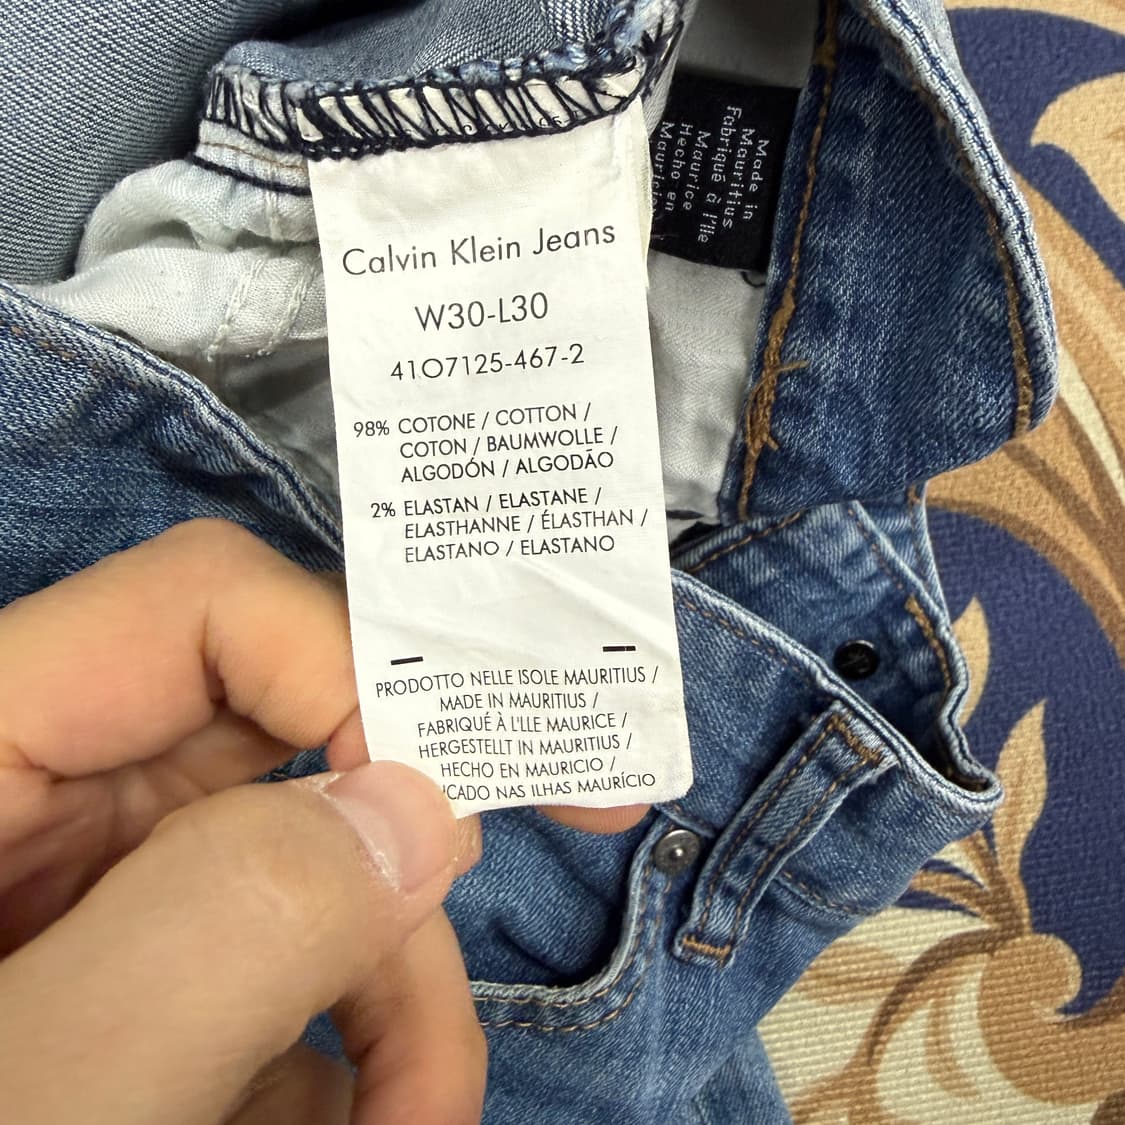 Calvin Klein Jeans
W30-L30
41O7125-467-2
98% COTONE / COTTON /
COTON / BAUMWOLLE /
ALGODÓN / ALGODÃO
2% ELASTAN / ELASTANE /
ELASTHANNE / ÉLASTHAN /
ELASTANO / ELASTANO
PRODOTTO NELLE ISOLE MAURITIUS /
MADE IN MAURITIUS /
FABRIQUÉ À L'LLE MAURICE /
HERGESTELLT IN MAURITIUS /
HECHO EN MAURICIO /
ICADO NAS ILHAS MAURÍCIO
Made in
Mauritius
Fabriqué à l'Ile
Maurice
Hecho en